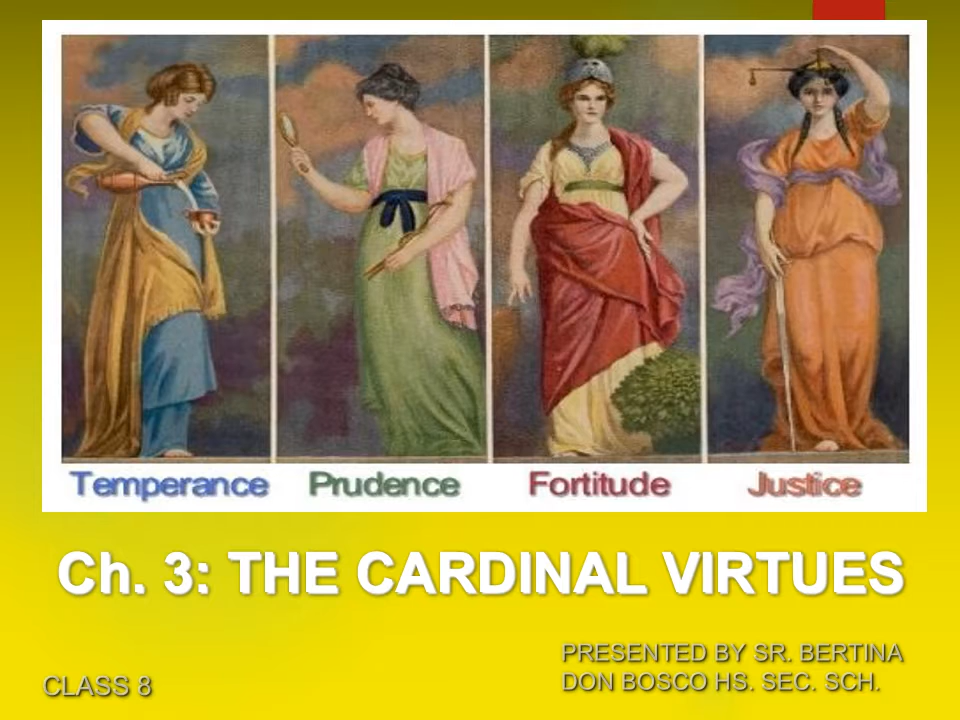 Temperance Prudence Fortitude Justice
Ch. 3: THE CARDINAL VIRTUES
PRESENTED BY SR. BERTINA
DON BOSCO HS. SEC. SCH.
CLASS 8